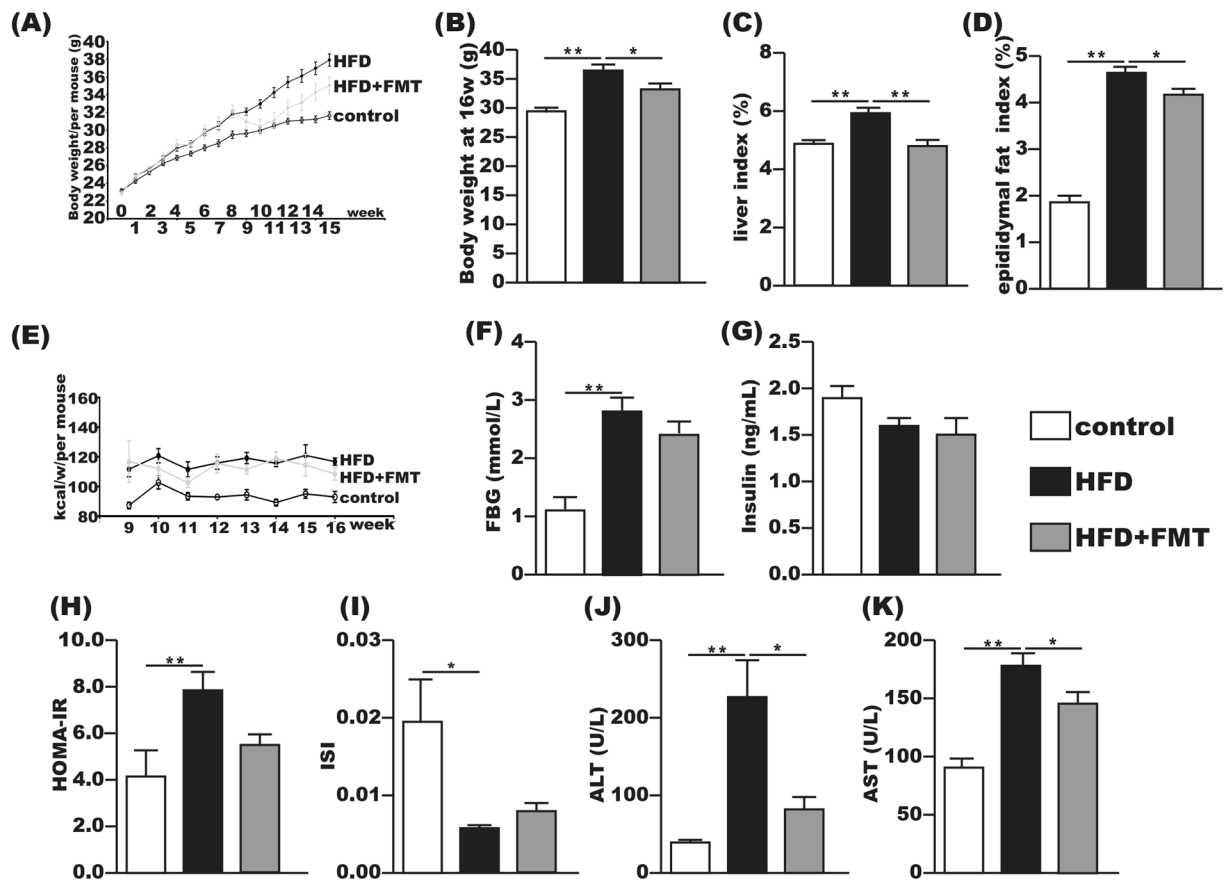 (A)
Body weight/per mouse (g)
40
38
36
34
32
30
28
26
24
22
20
HFD
HFD+FMT
control
0 2 4 6 8 10 12 14 week
1 3 5 7 9 11 13 15
(B)
Body weight at 16w (g)
40
35
30
25
20
15
10
5
0
** *
(C)
liver index (%)
8
6
4
2
0
** **
(D)
epididymal fat index (%)
5
4
3
2
1
0
** *
(E)
kcal/w/per mouse
160
140
120
100
80
HFD
HFD+FMT
control
9 10 11 12 13 14 15 16 week
(F)
FBG (mmol/L)
4
3
2
1
0
**
(G)
Insulin (ng/mL)
2.5
2.0
1.5
1.0
0.5
0.0
control
HFD
HFD+FMT
(H)
HOMA-IR
10.0
8.0
6.0
4.0
2.0
0.0
**
(I)
ISI
0.03
0.02
0.01
0.00
*
(J)
ALT (U/L)
300
200
100
0
** *
(K)
AST (U/L)
200
150
100
50
0
** *